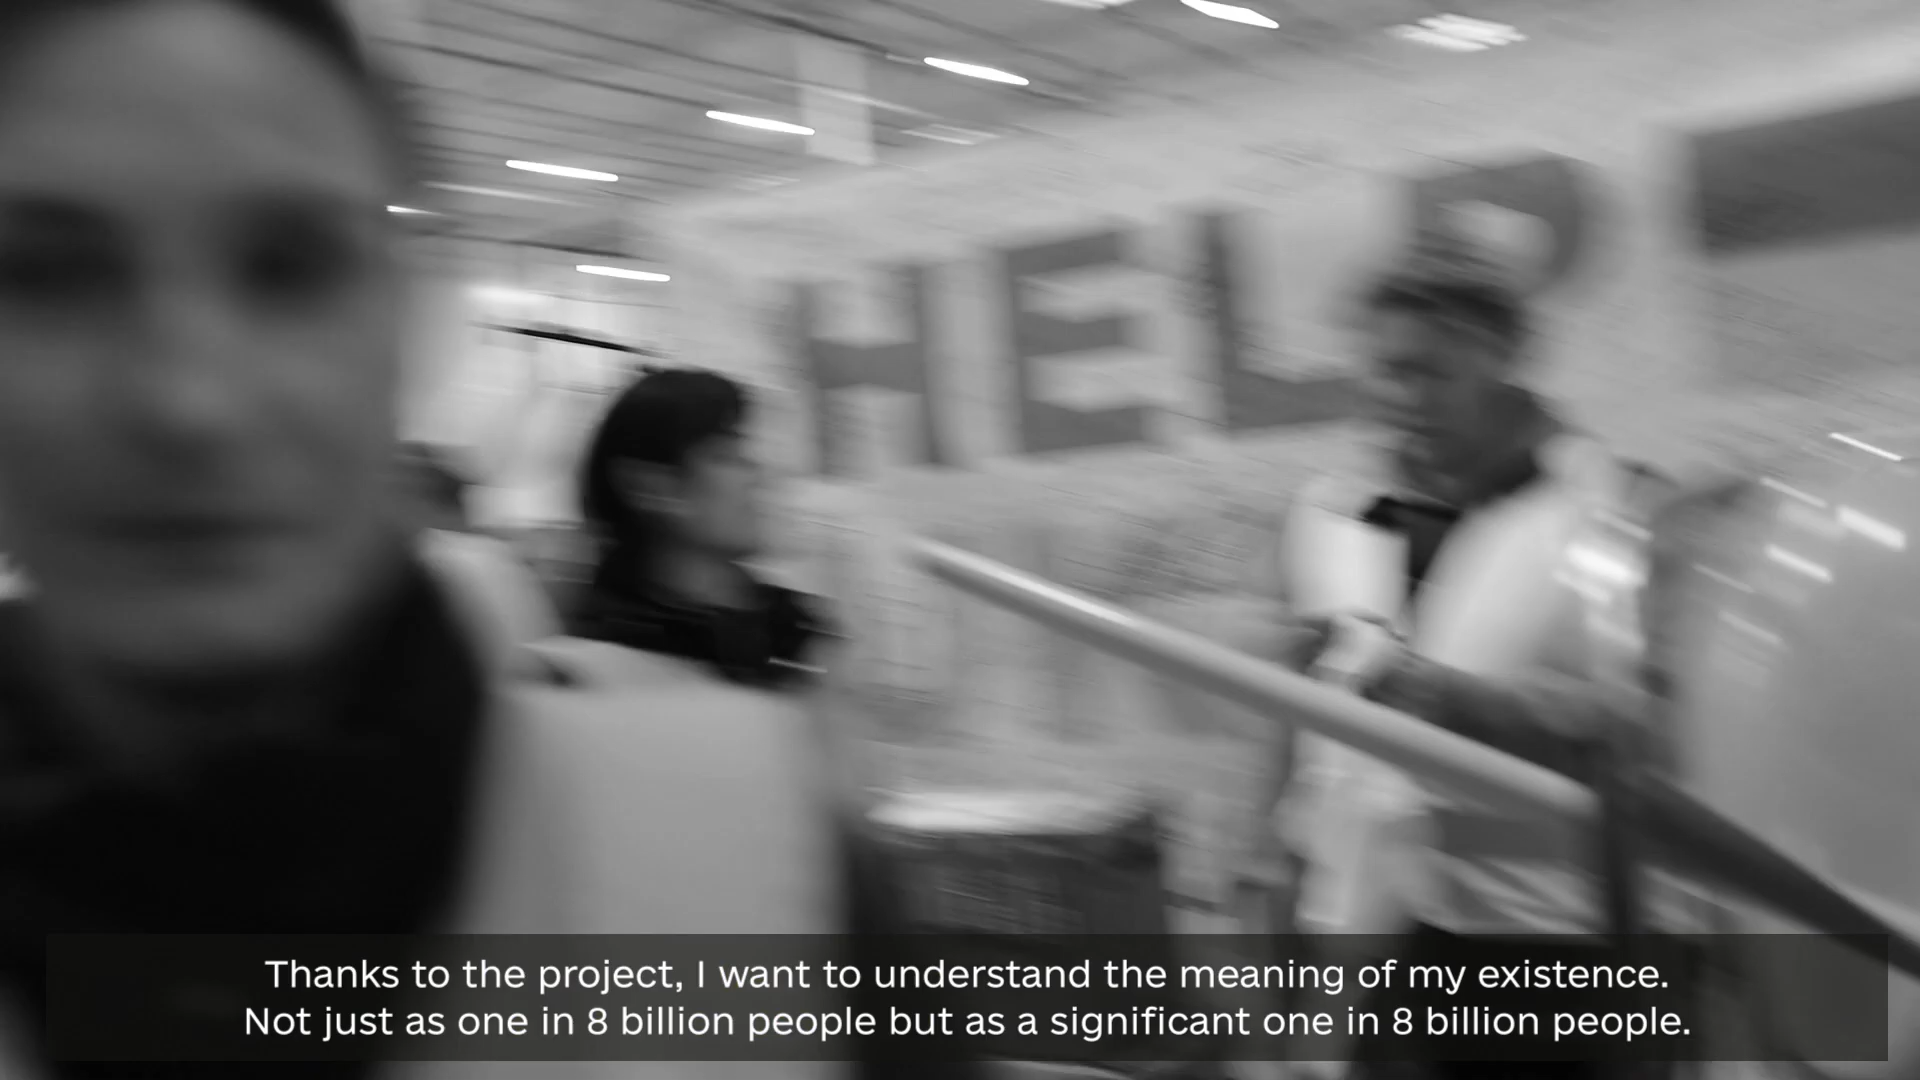 HEL
Thanks to the project, I want to understand the meaning of my existence.
Not just as one in 8 billion people but as a significant one in 8 billion people.